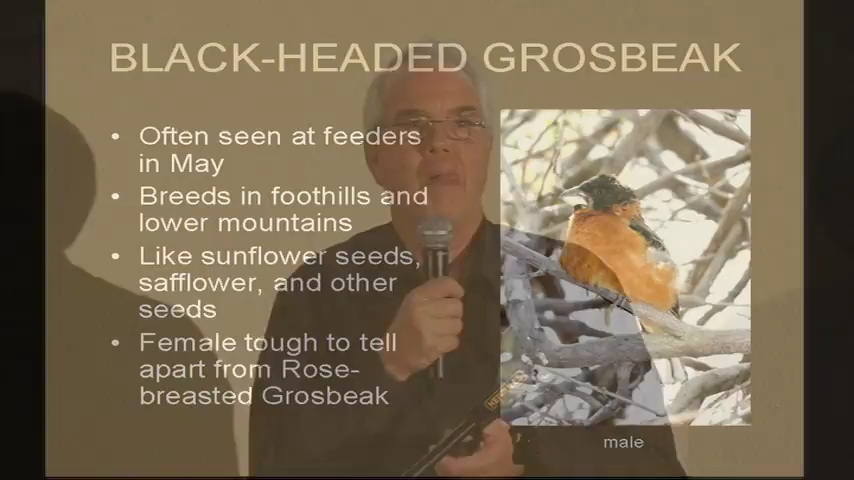 BLACK-HEADED GROSBEAK
• Often seen at feeders
in May
• Breeds in foothills and
lower mountains
• Like sunflower seeds,
safflower, and other
seeds
• Female tough to tell
apart from Rose-
breasted Grosbeak
male